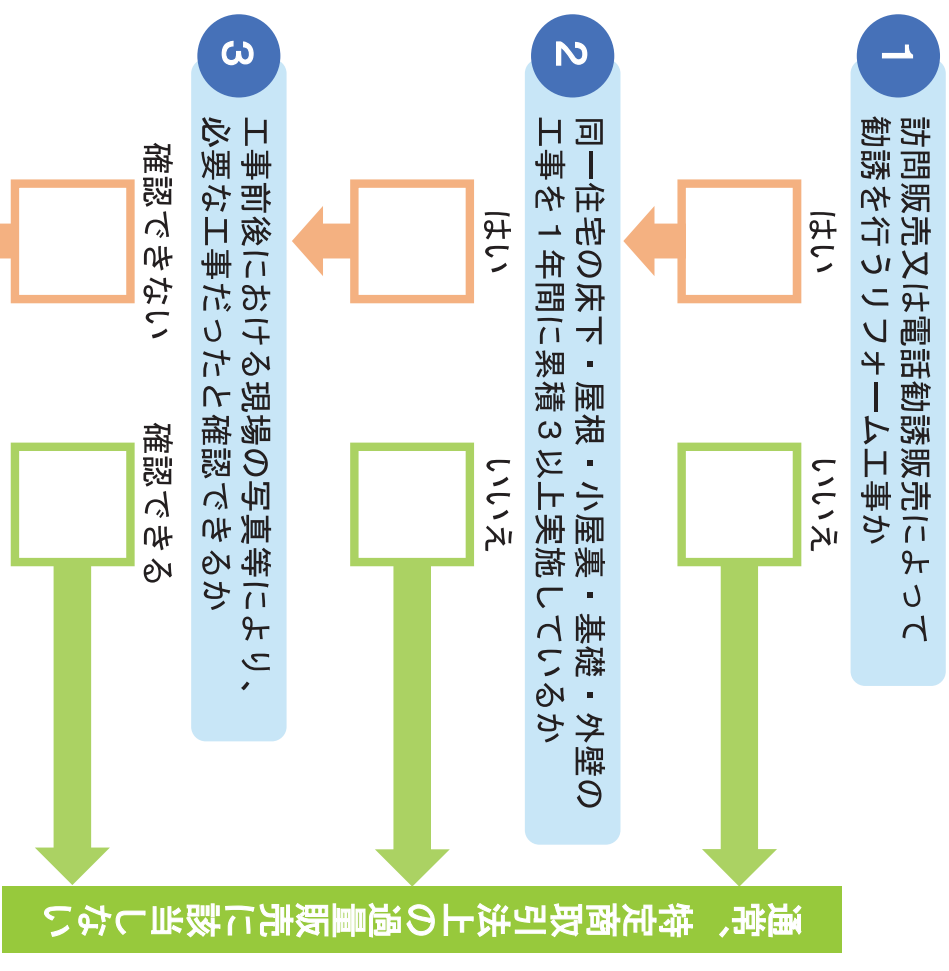 1
訪問販売又は電話勧誘販売によって
勧誘を行うリフォーム工事か
はい
いいえ
2
同一住宅の床下・屋根・小屋裏・基礎・外壁の
工事を１年間に累積３以上実施しているか
はい
いいえ
3
工事前後における現場の写真等により、
必要な工事だったと確認できるか
確認できない
確認できる
通常、特定商取引法上の過量販売に該当しない